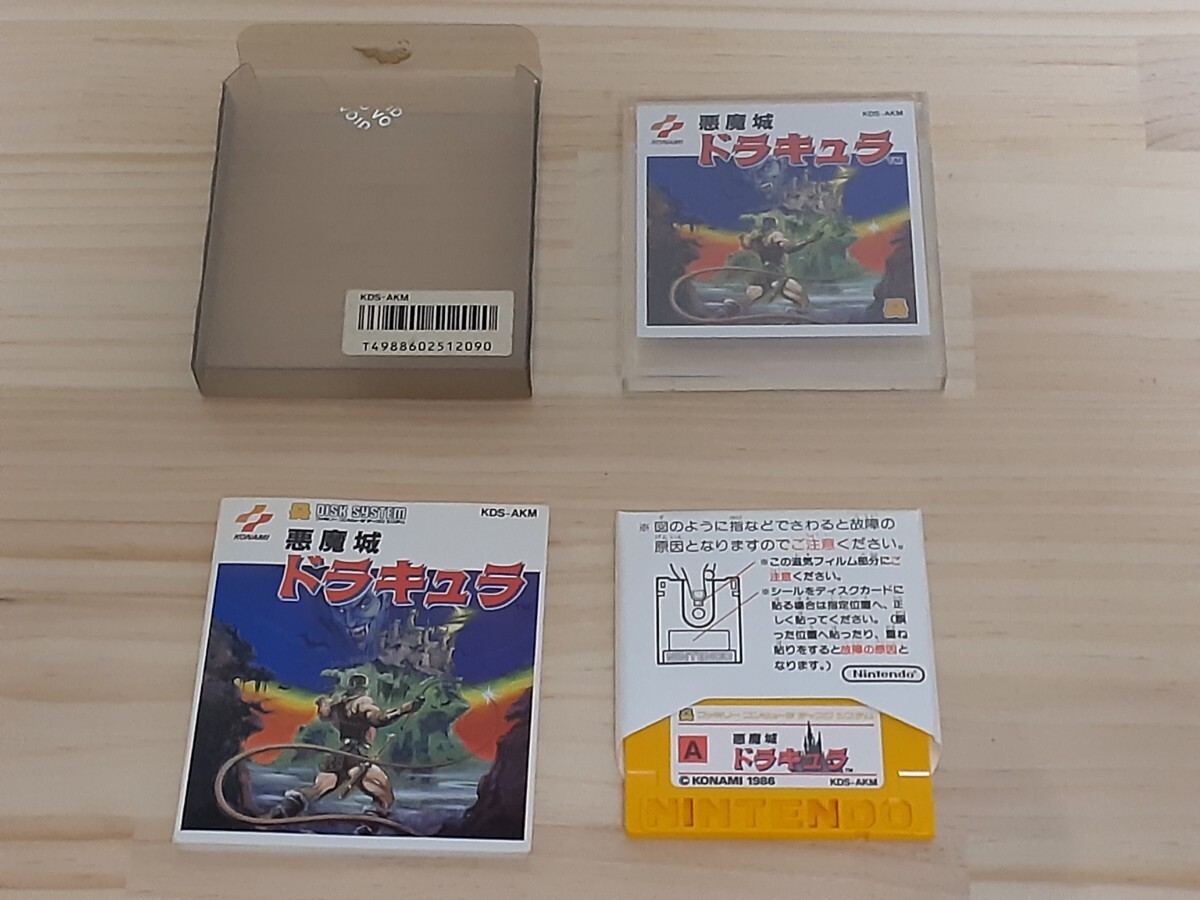 VOID VOID
KDS-AKM
T4988602512090
KDS-AKM
KONAMI
悪魔城
ドラキュラ
TM
DISK SYSTEM
KDS-AKM
KONAMI
悪魔城
ドラキュラ
TM
※図のように指などでさわると故障の
原因となりますのでご注意ください。
※この磁気フィルム部分にご
注意ください。
※シールをディスクカードに
貼る場合は指定位置へ、正
しく貼ってください。(誤
った位置へ貼ったり、重ね
貼りをすると故障の原因と
なります。)
NINTENDO
Nintendo®
ファミリー コンピュータ ディスク システム
A
悪魔城
ドラキュラ
TM
© KONAMI 1986
KDS-AKM
NINTENDO